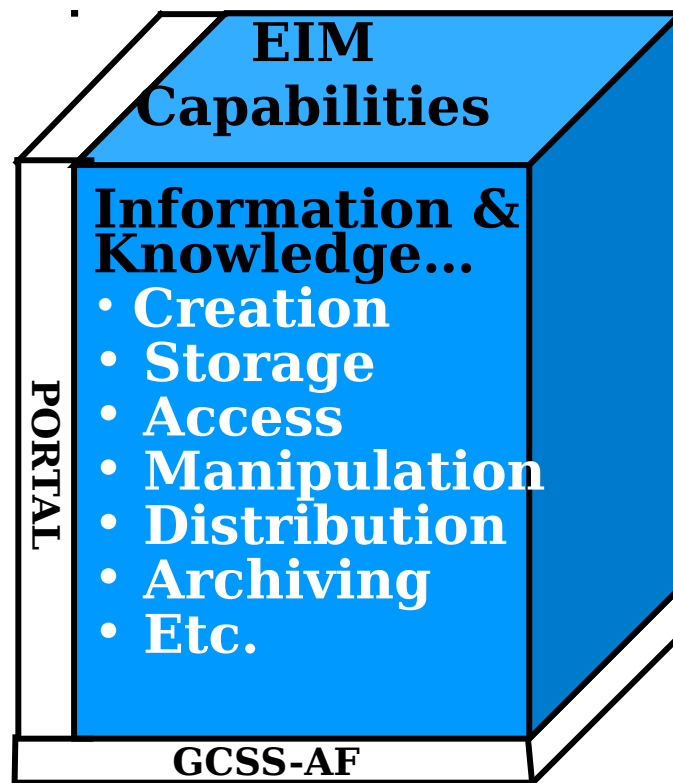 EIM
Capabilities
Information &
Knowledge...
• Creation
• Storage
• Access
• Manipulation
• Distribution
• Archiving
• Etc.
PORTAL
GCSS-AF